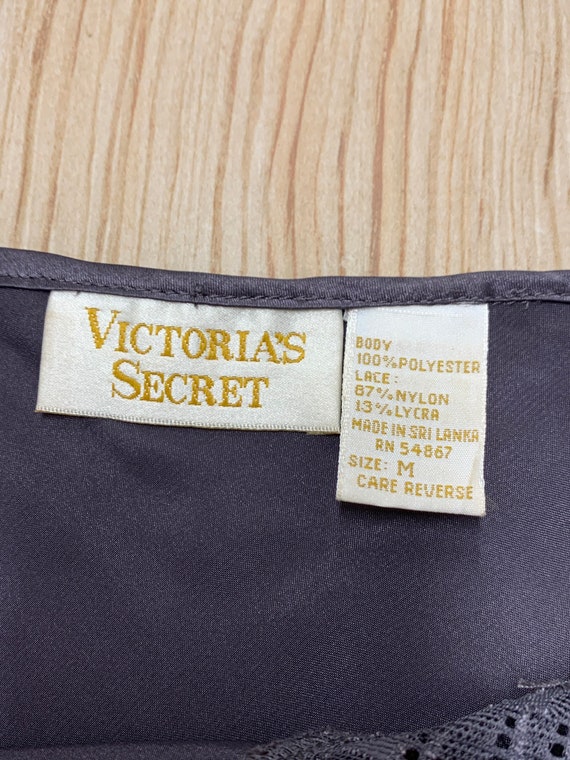 VICTORIA'S
SECRET
BODY
100% POLYESTER
LACE:
87% NYLON
13% LYCRA
MADE IN SRI LANKA
RN 54867
SIZE: M
CARE REVERSE